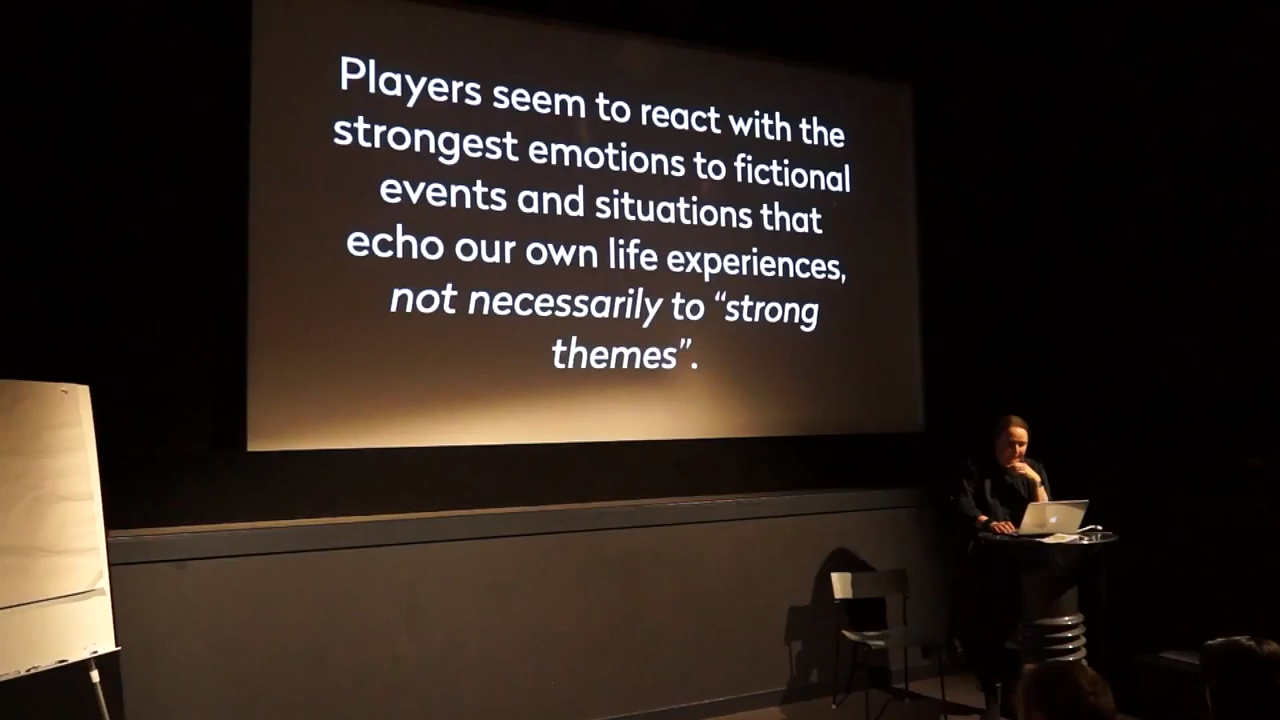 Players seem to react with the
strongest emotions to fictional
events and situations that
echo our own life experiences,
not necessarily to “strong
themes”.